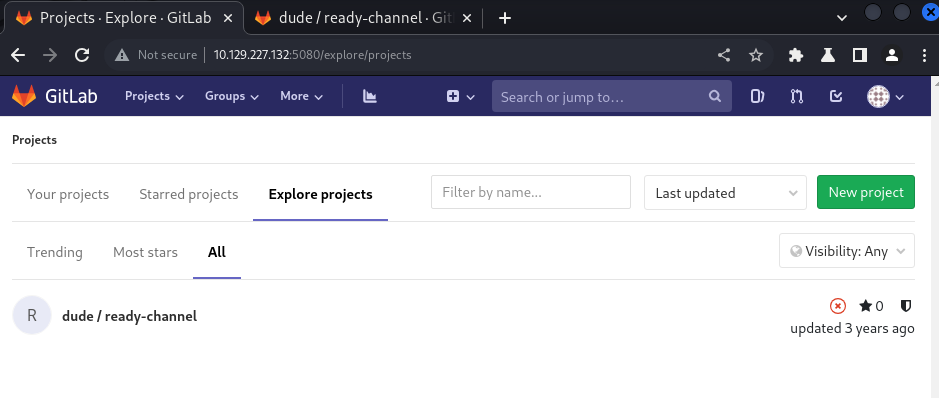 Projects · Explore · GitLab
dude / ready-channel · Git
Not secure 10.129.227.132:5080/explore/projects
GitLab Projects Groups More Search or jump to…
Projects
Your projects Starred projects Explore projects Filter by name... Last updated New project
Trending Most stars All Visibility: Any
R dude / ready-channel 0
updated 3 years ago